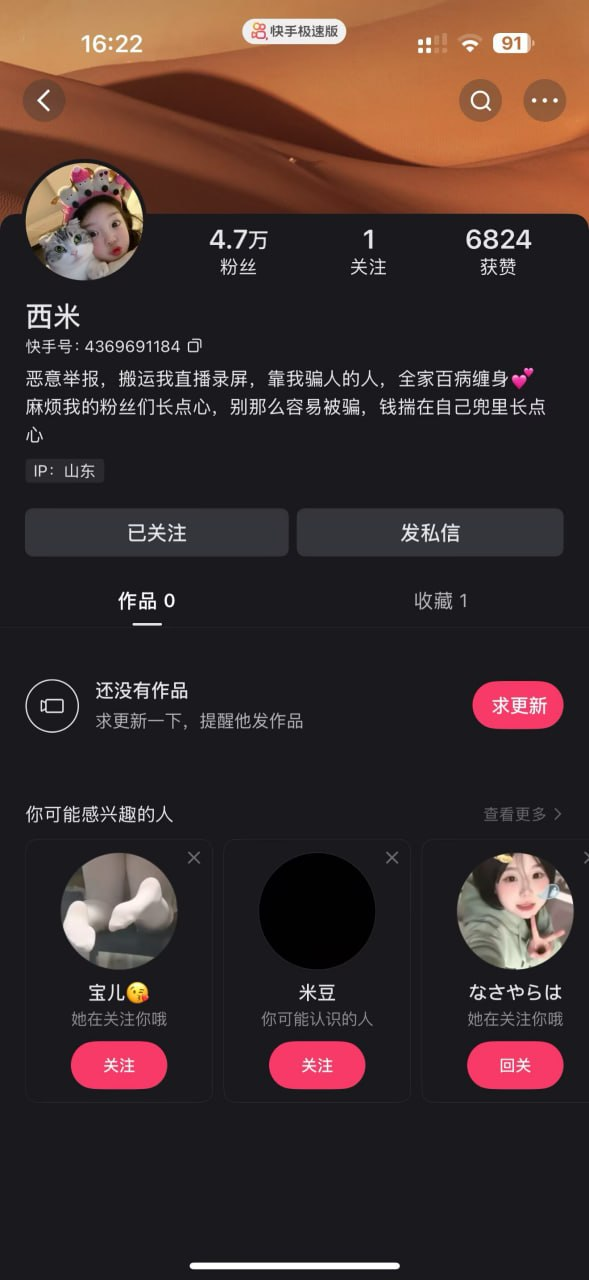 16:22
快手极速版
91
4.7万
1
6824
粉丝
关注
获赞
西米
快手号: 4369691184
恶意举报，搬运我直播录屏，靠我骗人的人，全家百病缠身💕
麻烦我的粉丝们长点心，别那么容易被骗，钱揣在自己兜里长点
心
IP：山东
已关注
发私信
作品 0
收藏 1
还没有作品
求更新一下，提醒他发作品
求更新
你可能感兴趣的人
查看更多
宝儿😘
米豆
なさやらは
她在关注你哦
你可能认识的人
她在关注你哦
关注
关注
回关